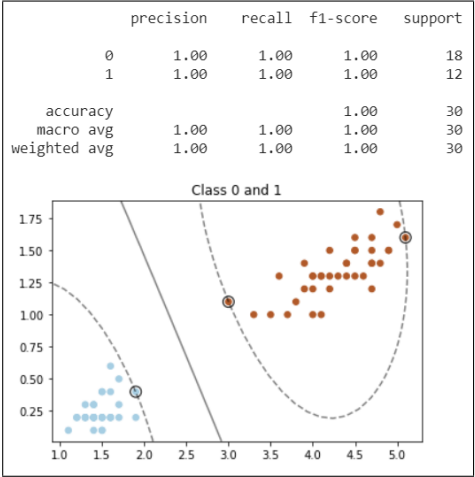 precision recall f1-score support
0 1.00 1.00 1.00 18
1 1.00 1.00 1.00 12
accuracy 1.00 30
macro avg 1.00 1.00 1.00 30
weighted avg 1.00 1.00 1.00 30
Class 0 and 1
1.75
1.50
1.25
1.00
0.75
0.50
0.25
1.0 1.5 2.0 2.5 3.0 3.5 4.0 4.5 5.0